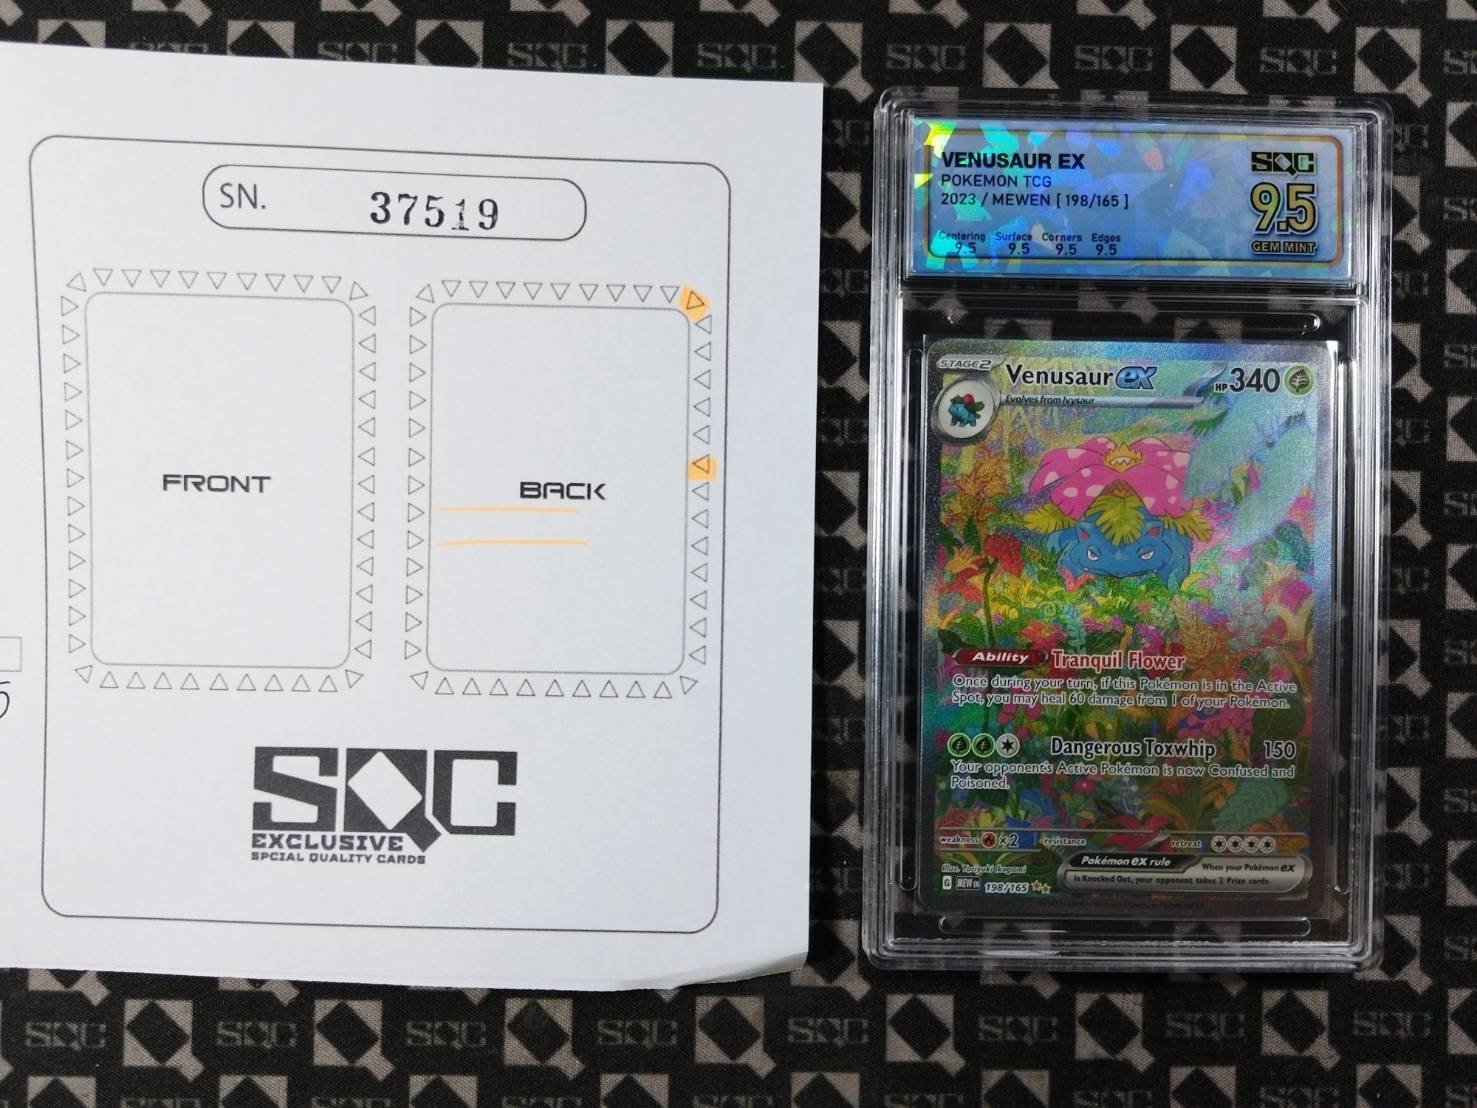 SN. 37519
FRONT
BACK
SQC
EXCLUSIVE
SPCIAL QUALITY CARDS
VENUSAUR EX
POKEMON TCG
2023 / MEWEN [ 198/165 ]
Centering Surface Corners Edges
9.5 9.5 9.5 9.5
SQC
9.5
GEM MINT
STAGE2
Venusaur ex
HP 340
Evolves from Ivysaur
Ability Tranquil Flower
Once during your turn, if this Pokémon is in the Active
Spot, you may heal 60 damage from 1 of your Pokémon.
Dangerous Toxwhip 150
Your opponent's Active Pokémon is now Confused and
Poisoned.
weakness ×2 resistance retreat
Illus. Yoriyuki Ikegami
G MEW EN 198/165
Pokémon ex rule
When your Pokémon ex
is Knocked Out, your opponent takes 2 Prize cards.